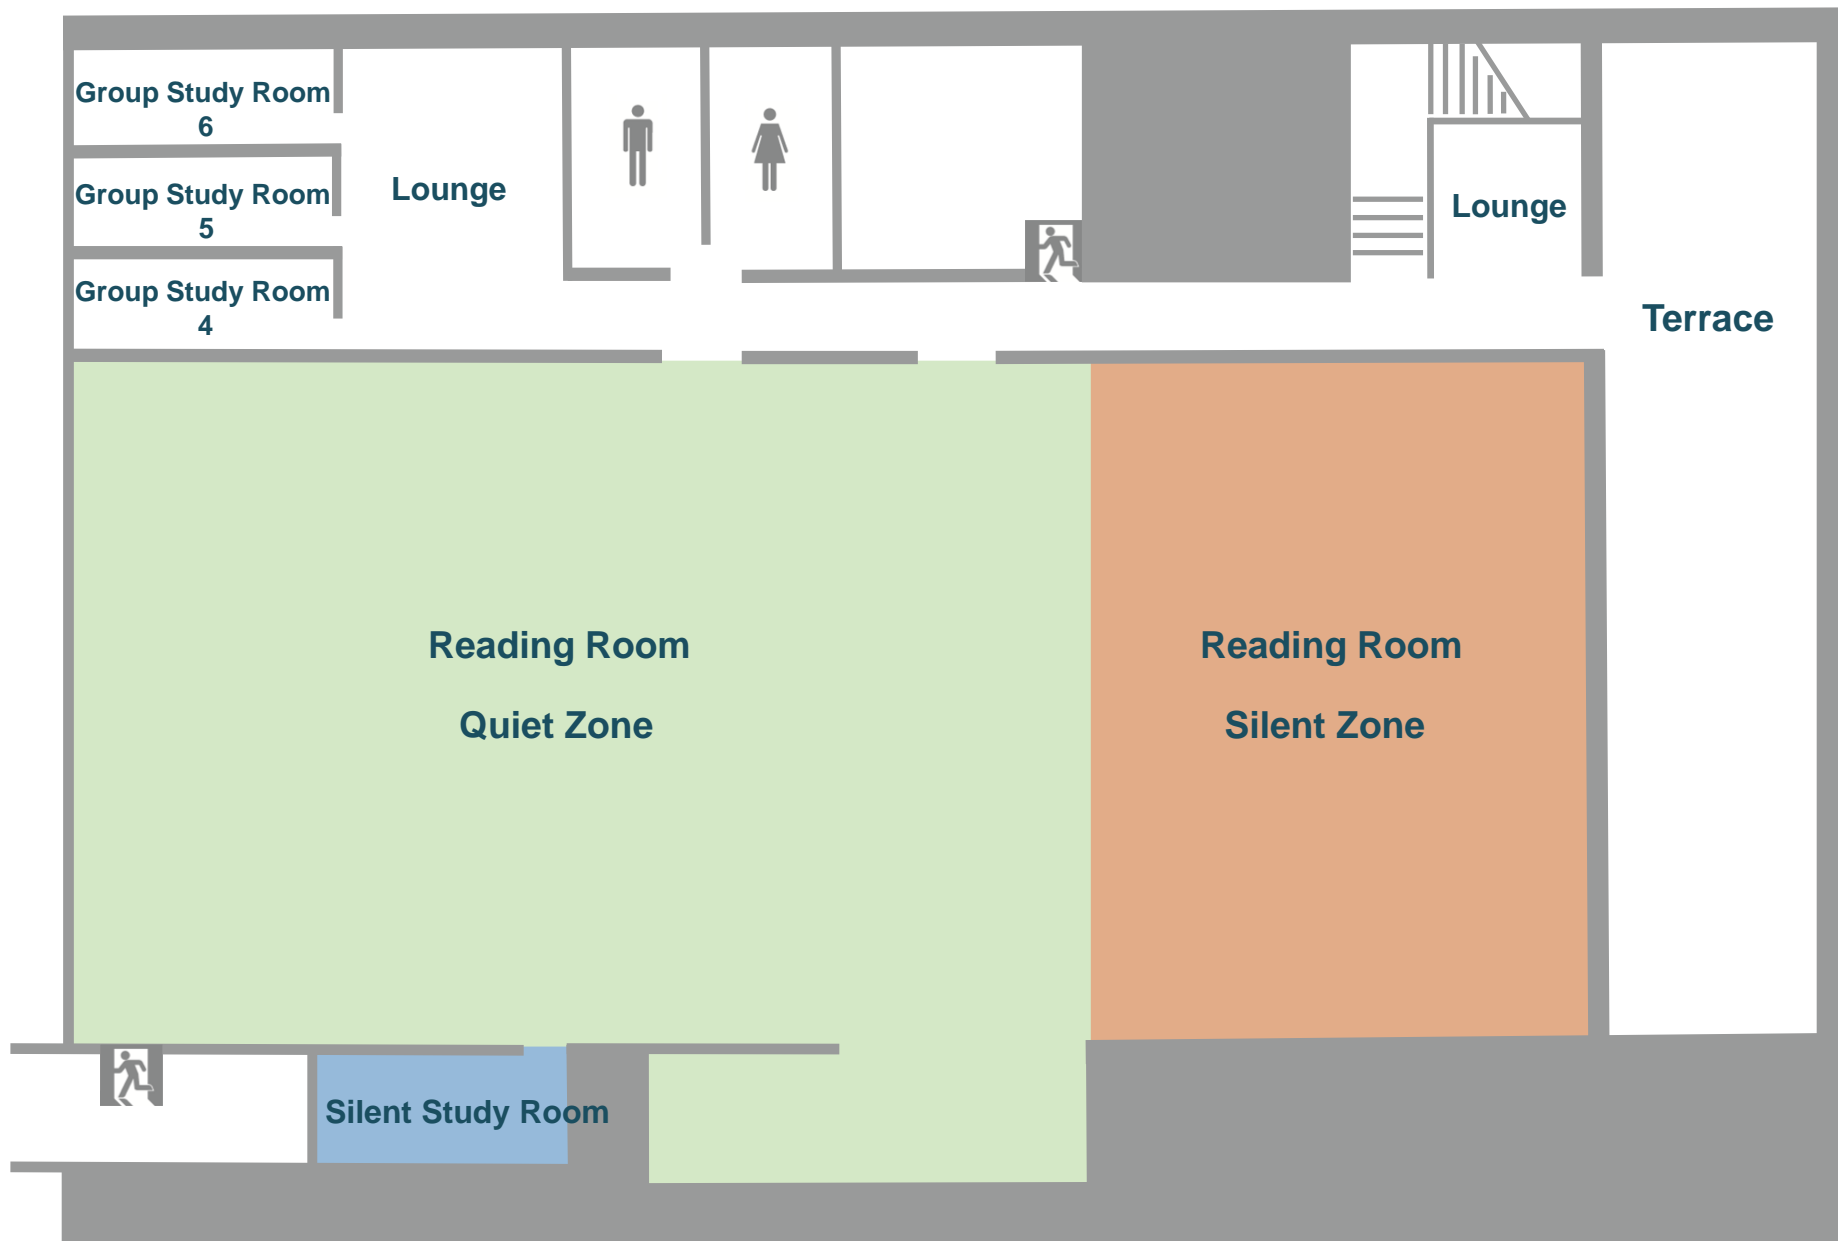 Group Study Room
6
Group Study Room
5
Group Study Room
4
Lounge
Lounge
Terrace
Reading Room
Quiet Zone
Reading Room
Silent Zone
Silent Study Room